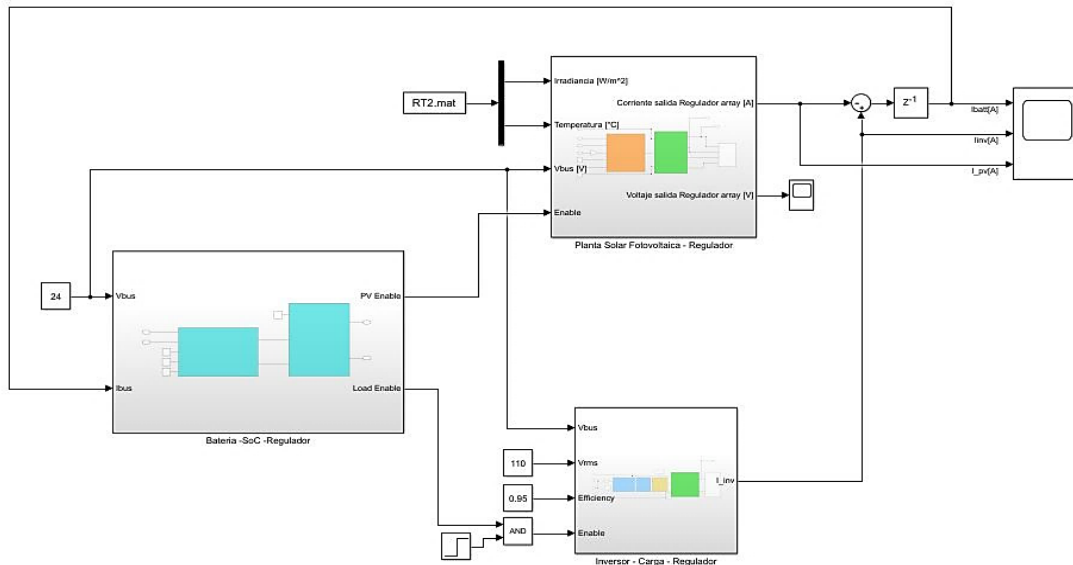 Irradiancia [W/m^2]
RT2.mat
Corriente salida Regulador array [A]
Z-1
Ibatt[A]
Temperatura [°C]
Iinv[A]
Vbus [V]
I_pv[A]
Voltaje salida Regulador array [V]
Enable
Planta Solar Fotovoltaica - Regulador
24
Vbus
PV Enable
Ibus
Load Enable
Bateria -SoC -Regulador
Vbus
110
Vrms
I_inv
0.95
Efficiency
AND
Enable
Inversor - Carga - Regulador